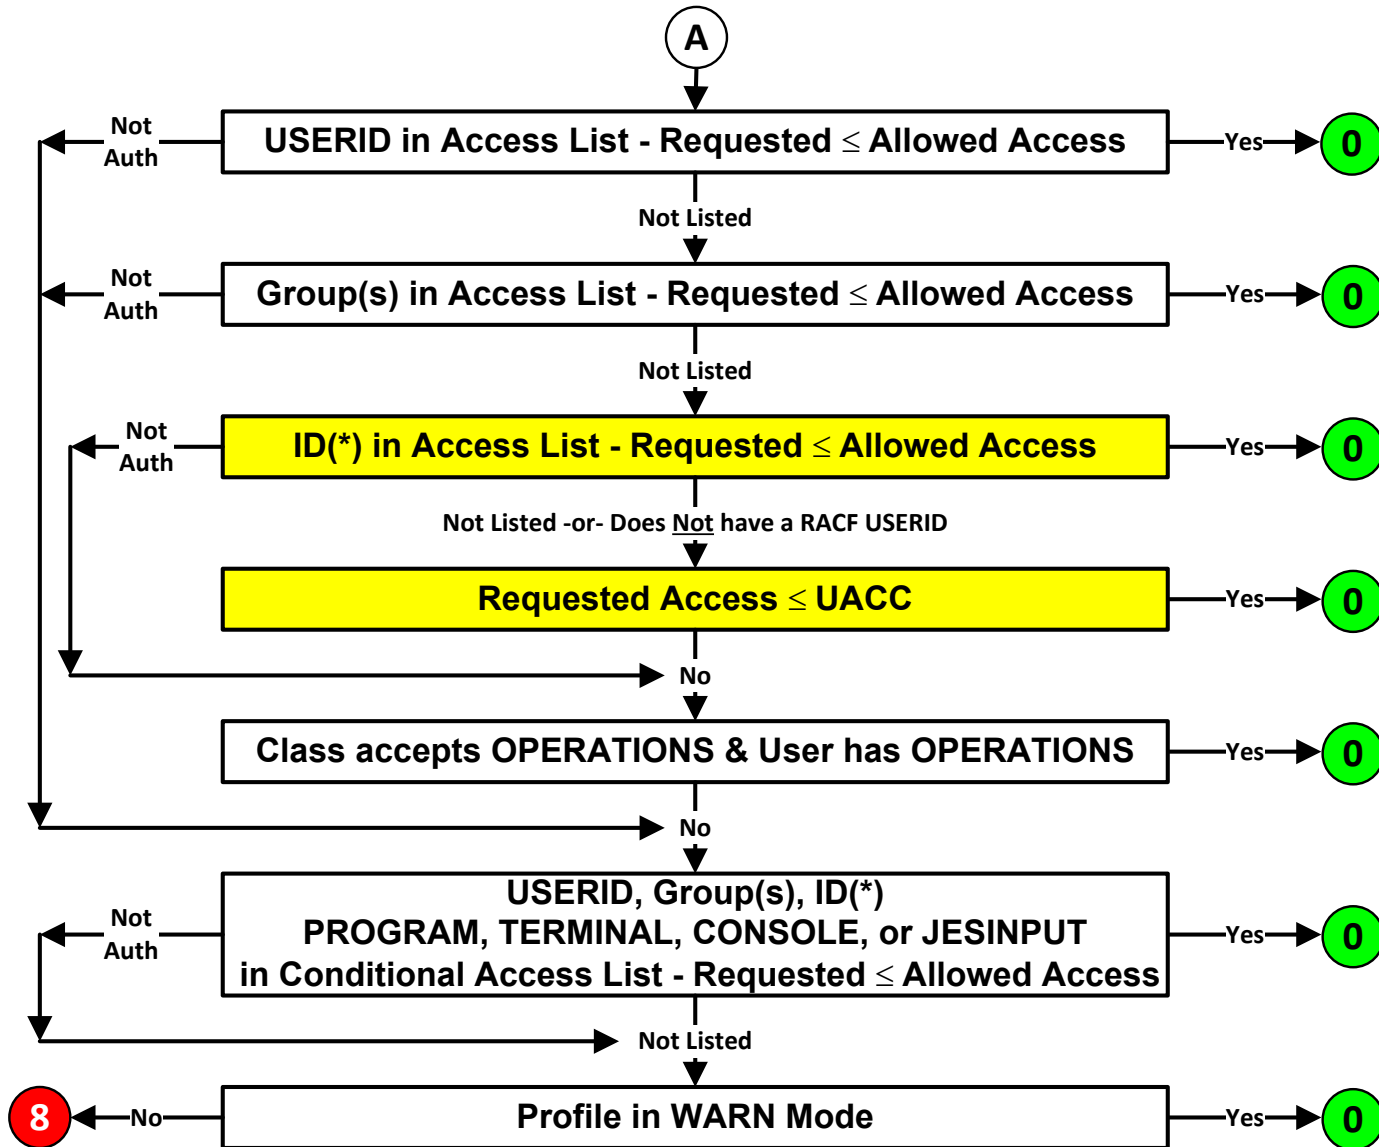 A
Not
Auth
USERID in Access List - Requested ≤ Allowed Access
Yes
0
Not Listed
Not
Auth
Group(s) in Access List - Requested ≤ Allowed Access
Yes
0
Not Listed
Not
Auth
ID(*) in Access List - Requested ≤ Allowed Access
Yes
0
Not Listed -or- Does Not have a RACF USERID
Requested Access ≤ UACC
Yes
0
No
Class accepts OPERATIONS & User has OPERATIONS
Yes
0
No
Not
Auth
USERID, Group(s), ID(*)
PROGRAM, TERMINAL, CONSOLE, or JESINPUT
in Conditional Access List - Requested ≤ Allowed Access
Yes
0
Not Listed
8
No
Profile in WARN Mode
Yes
0